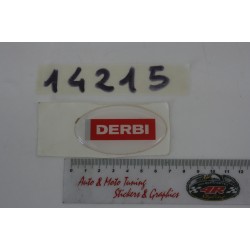 14215
DERBI
Auto & Moto Tuning
Stickers & Graphics